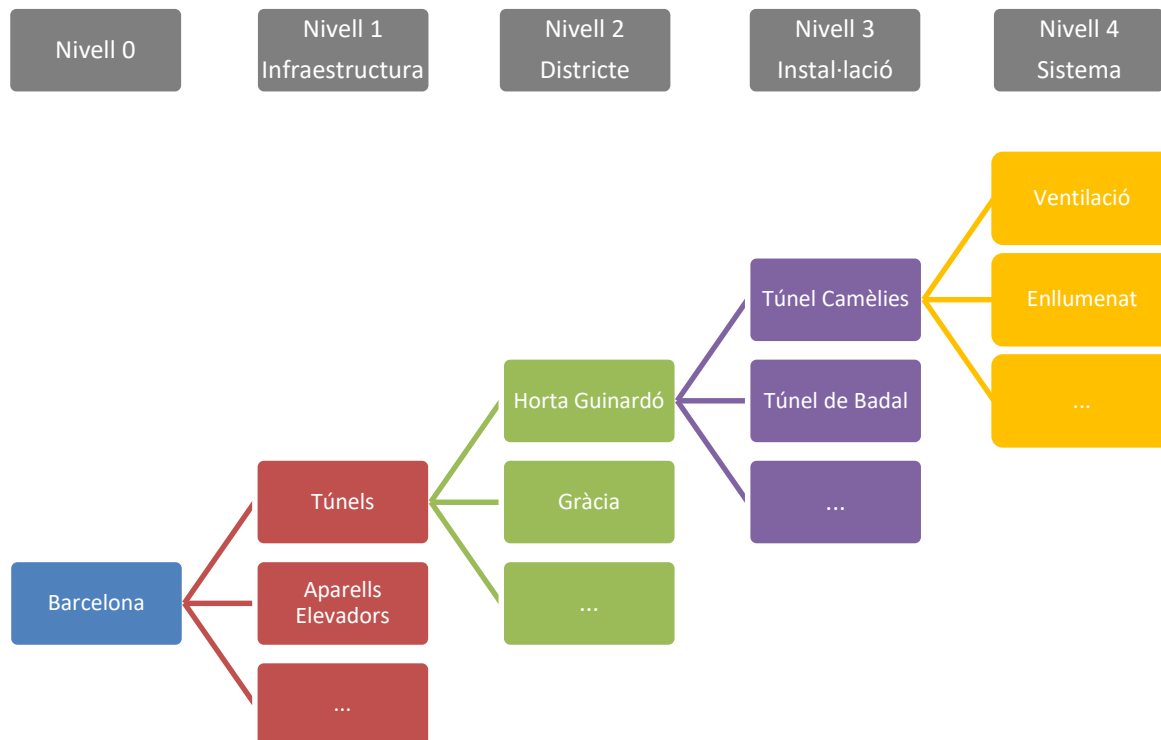 Nivell 0
Nivell 1
Infraestructura
Nivell 2
Districte
Nivell 3
Instal·lació
Nivell 4
Sistema
Ventilació
Túnel Camèlies
Enllumenat
Horta Guinardó
Túnel de Badal
...
Túnels
Gràcia
...
Barcelona
Aparells
Elevadors
...
...